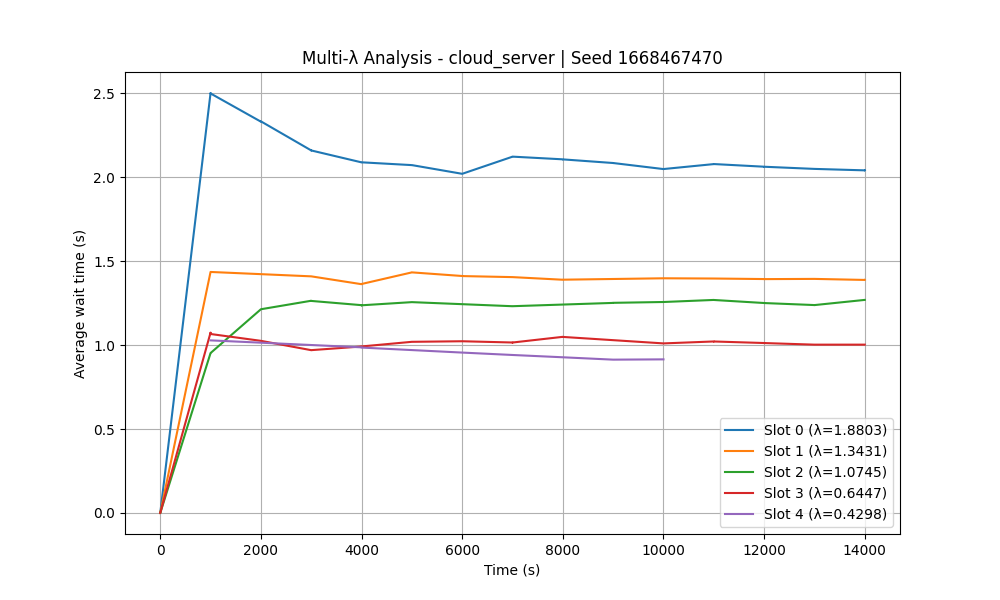 Multi-λ Analysis - cloud_server | Seed 1668467470
Average wait time (s)
2.5
2.0
1.5
1.0
0.5
0.0
Slot 0 (λ=1.8803)
Slot 1 (λ=1.3431)
Slot 2 (λ=1.0745)
Slot 3 (λ=0.6447)
Slot 4 (λ=0.4298)
0 2000 4000 6000 8000 10000 12000 14000
Time (s)